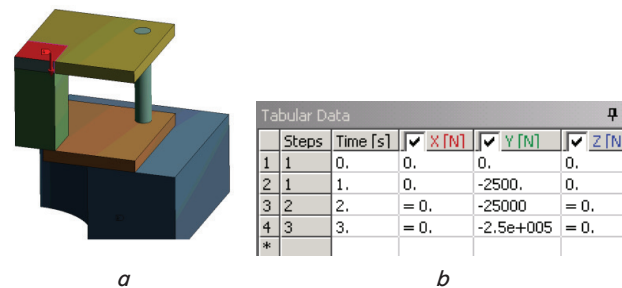 Tabular Data
Steps Time [s] X [N] Y [N] Z [N
1 1 0. 0. 0. 0.
2 1 1. 0. -2500. 0.
3 2 2. = 0. -25000 = 0.
4 3 3. = 0. -2.5e+005 = 0.
*
a b